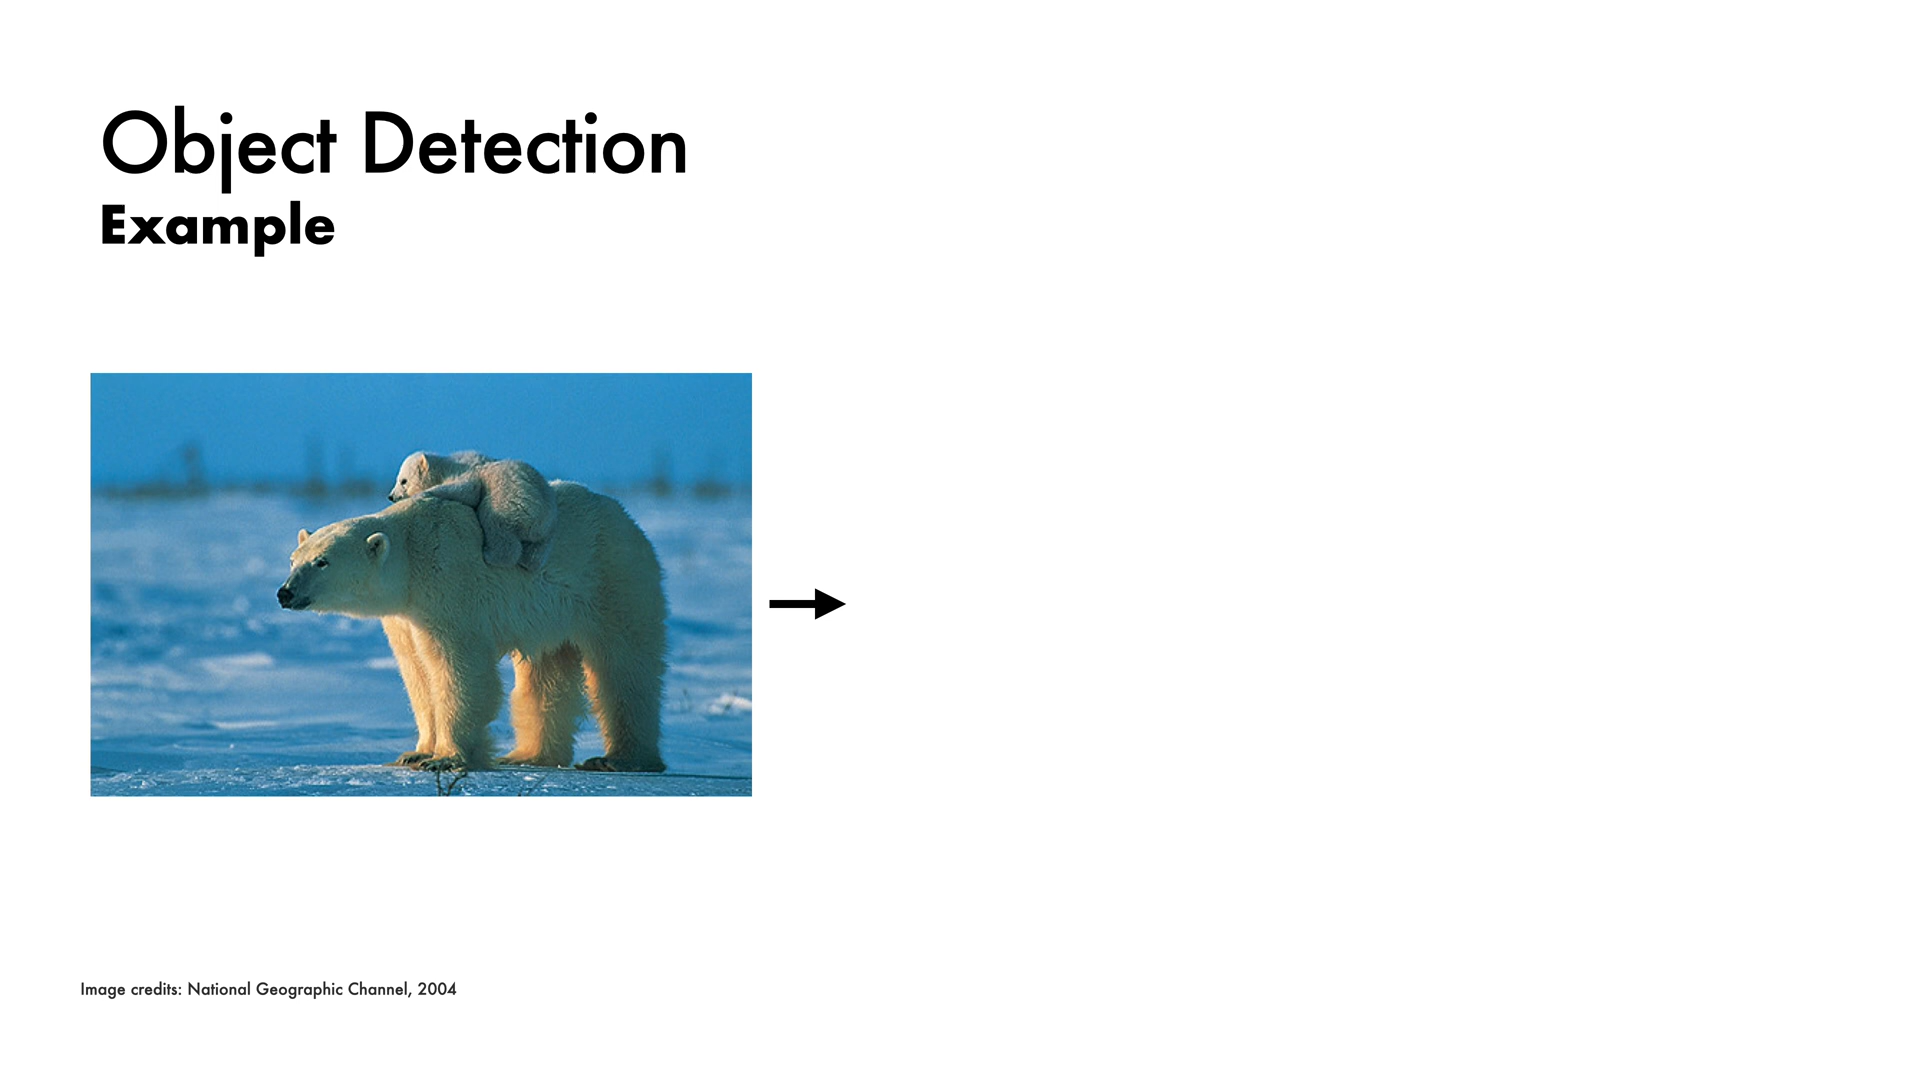 Object Detection
Example
Image credits: National Geographic Channel, 2004